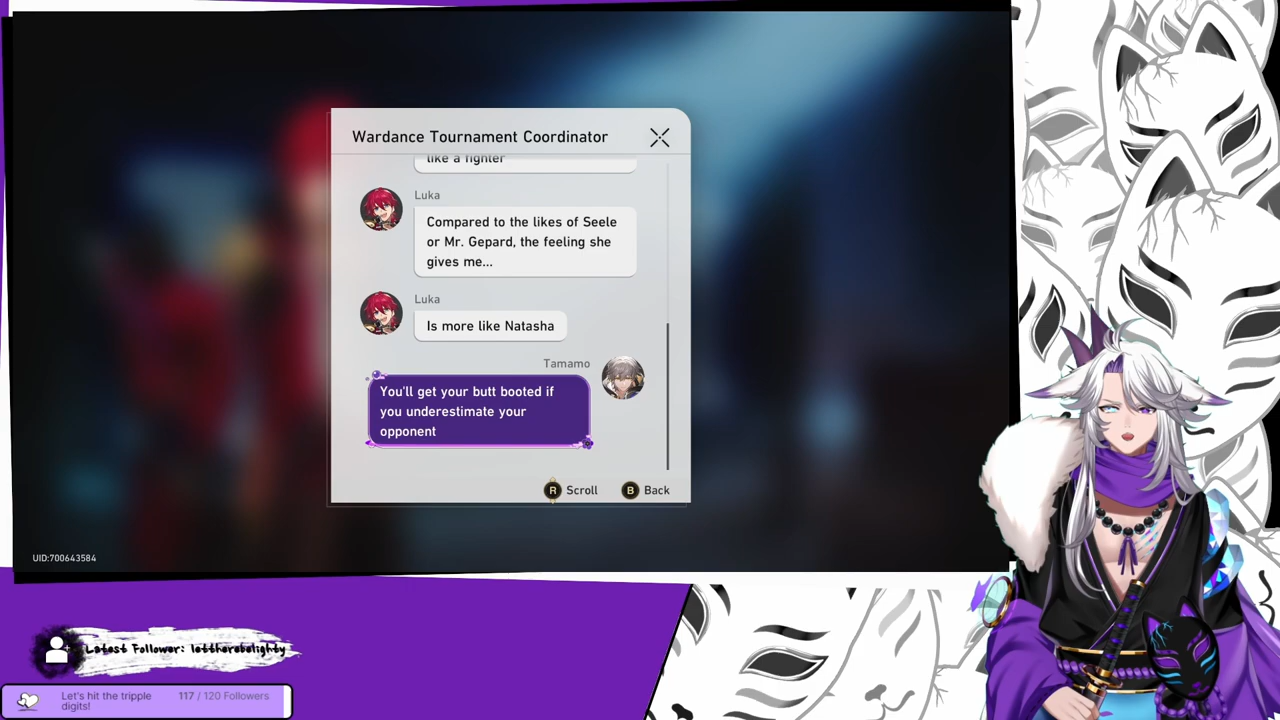 Wardance Tournament Coordinator
like a fighter
Luka
Compared to the likes of Seele
or Mr. Gepard, the feeling she
gives me...
Luka
Is more like Natasha
Tamamo
You'll get your butt booted if
you underestimate your
opponent
R Scroll
B Back
UID:700643584
Latest Follower: lettherebelighty
Let's hit the tripple
digits!
117 / 120 Followers